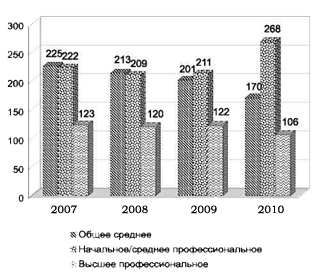 300
250
200
150
100
50
0
225 222 123
213 209 120
201 211 122
170 268 106
2007 2008 2009 2010
Общее среднее
Начальное/среднее профессиональное
Высшее профессиональное